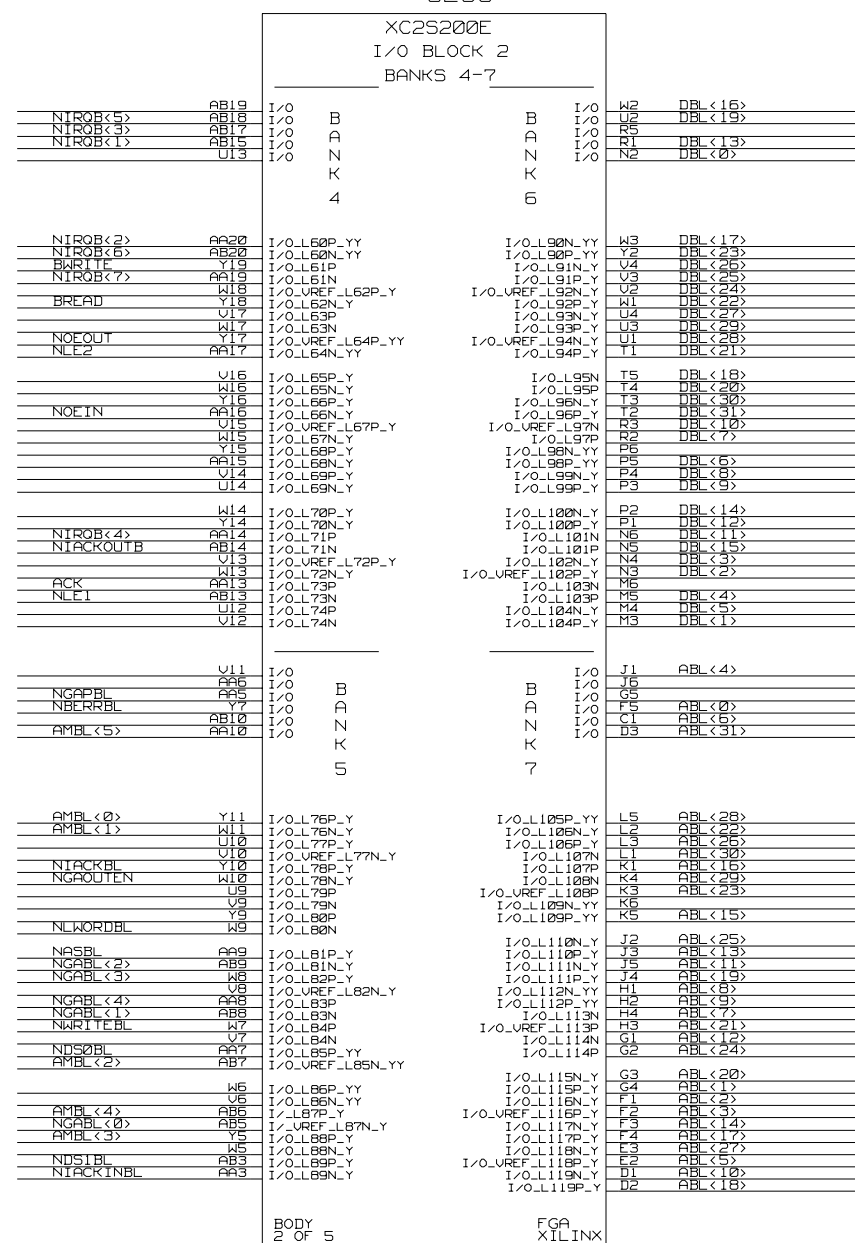 XC2S200E
I/O BLOCK 2
BANKS 4-7
AB19 I/O
NIRQB<5> AB18 I/O
NIRQB<3> AB17 I/O
NIRQB<1> AB15 I/O
U13 I/O
BANK
4
BANK
6
I/O W2 DBL<16>
I/O U2 DBL<19>
I/O R5
I/O R1 DBL<13>
I/O N2 DBL<0>
NIRQB<2> AA20 I/O_L60P_YY
NIRQB<6> AB20 I/O_L60N_YY
BWRITE Y19 I/O_L61P
NIRQB<7> AA19 I/O_L61N
W18 I/O_VREF_L62P_Y
BREAD Y18 I/O_L62N_Y
V17 I/O_L63P
W17 I/O_L63N
NOEOUT Y17 I/O_VREF_L64P_YY
NLE2 AA17 I/O_L64N_YY
V16 I/O_L65P_Y
W16 I/O_L65N_Y
Y16 I/O_L66P_Y
NOEIN AA16 I/O_L66N_Y
V15 I/O_VREF_L67P_Y
W15 I/O_L67N_Y
Y15 I/O_L68P_Y
AA15 I/O_L68N_Y
V14 I/O_L69P_Y
U14 I/O_L69N_Y
W14 I/O_L70P_Y
Y14 I/O_L70N_Y
NIRQB<4> AA14 I/O_L71P
NIACKOUTB AB14 I/O_L71N
V13 I/O_VREF_L72P_Y
W13 I/O_L72N_Y
ACK AA13 I/O_L73P
NLE1 AB13 I/O_L73N
U12 I/O_L74P
V12 I/O_L74N
I/O_L90N_YY W3 DBL<17>
I/O_L90P_YY Y2 DBL<23>
I/O_L91N_Y V4 DBL<26>
I/O_L91P_Y V3 DBL<25>
I/O_VREF_L92N_Y V2 DBL<24>
I/O_L92P_Y W1 DBL<22>
I/O_L93N_Y U4 DBL<27>
I/O_L93P_Y U3 DBL<29>
I/O_VREF_L94N_Y U1 DBL<28>
I/O_L94P_Y T1 DBL<21>
I/O_L95N T5 DBL<18>
I/O_L95P T4 DBL<20>
I/O_L96N_Y T3 DBL<30>
I/O_L96P_Y T2 DBL<31>
I/O_VREF_L97N R3 DBL<10>
I/O_L97P R2 DBL<7>
I/O_L98N_YY P6
I/O_L98P_YY P5 DBL<6>
I/O_L99N_Y P4 DBL<8>
I/O_L99P_Y P3 DBL<9>
I/O_L100N_Y P2 DBL<14>
I/O_L100P_Y P1 DBL<12>
I/O_L101N N6 DBL<11>
I/O_L101P N5 DBL<15>
I/O_L102N_Y N4 DBL<3>
I/O_VREF_L102P_Y N3 DBL<2>
I/O_L103N M6
I/O_L103P M5 DBL<4>
I/O_L104N_Y M4 DBL<5>
I/O_L104P_Y M3 DBL<1>
V11 I/O
AA6 I/O
NGAPBL AA5 I/O
NBERRBL Y7 I/O
AB10 I/O
AMBL<5> AA10 I/O
BANK
5
BANK
7
I/O J1 ABL<4>
I/O J6
I/O G5
I/O F5 ABL<0>
I/O C1 ABL<6>
I/O D3 ABL<31>
AMBL<0> Y11 I/O_L76P_Y
AMBL<1> W11 I/O_L76N_Y
U10 I/O_L77P_Y
V10 I/O_VREF_L77N_Y
NIACKBL Y10 I/O_L78P_Y
NGAOUTEN W10 I/O_L78N_Y
U9 I/O_L79P
V9 I/O_L79N
Y9 I/O_L80P
NLWORDBL W9 I/O_L80N
NASBL AA9 I/O_L81P_Y
NGABL<2> AB9 I/O_L81N_Y
NGABL<3> W8 I/O_L82P_Y
V8 I/O_VREF_L82N_Y
NGABL<4> AA8 I/O_L83P
NGABL<1> AB8 I/O_L83N
NWRITEBL W7 I/O_L84P
V7 I/O_L84N
NDS0BL AA7 I/O_L85P_YY
AMBL<2> AB7 I/O_VREF_L85N_YY
W6 I/O_L86P_YY
V6 I/O_L86N_YY
AMBL<4> AB6 I/_L87P_Y
NGABL<0> AB5 I/_VREF_L87N_Y
AMBL<3> Y5 I/O_L88P_Y
W5 I/O_L88N_Y
NDS1BL AB3 I/O_L89P_Y
NIACKINBL AA3 I/O_L89N_Y
I/O_L105P_YY L5 ABL<28>
I/O_L106N_Y L2 ABL<22>
I/O_L106P_Y L3 ABL<26>
I/O_L107N L1 ABL<30>
I/O_L107P K1 ABL<16>
I/O_L108N K4 ABL<29>
I/O_VREF_L108P K3 ABL<23>
I/O_L109N_YY K6
I/O_L109P_YY K5 ABL<15>
I/O_L110N_Y J2 ABL<25>
I/O_L110P_Y J3 ABL<13>
I/O_L111N_Y J5 ABL<11>
I/O_L111P_Y J4 ABL<19>
I/O_L112N_YY H1 ABL<8>
I/O_L112P_YY H2 ABL<9>
I/O_L113N H4 ABL<7>
I/O_VREF_L113P H3 ABL<21>
I/O_L114N G1 ABL<12>
I/O_L114P G2 ABL<24>
I/O_L115N_Y G3 ABL<20>
I/O_L115P_Y G4 ABL<1>
I/O_L116N_Y F1 ABL<2>
I/O_VREF_L116P_Y F2 ABL<3>
I/O_L117N_Y F3 ABL<14>
I/O_L117P_Y F4 ABL<17>
I/O_L118N_Y E3 ABL<27>
I/O_VREF_L118P_Y E2 ABL<5>
I/O_L119N_Y D1 ABL<10>
I/O_L119P_Y D2 ABL<18>
BODY
2 OF 5
FGA
XILINX